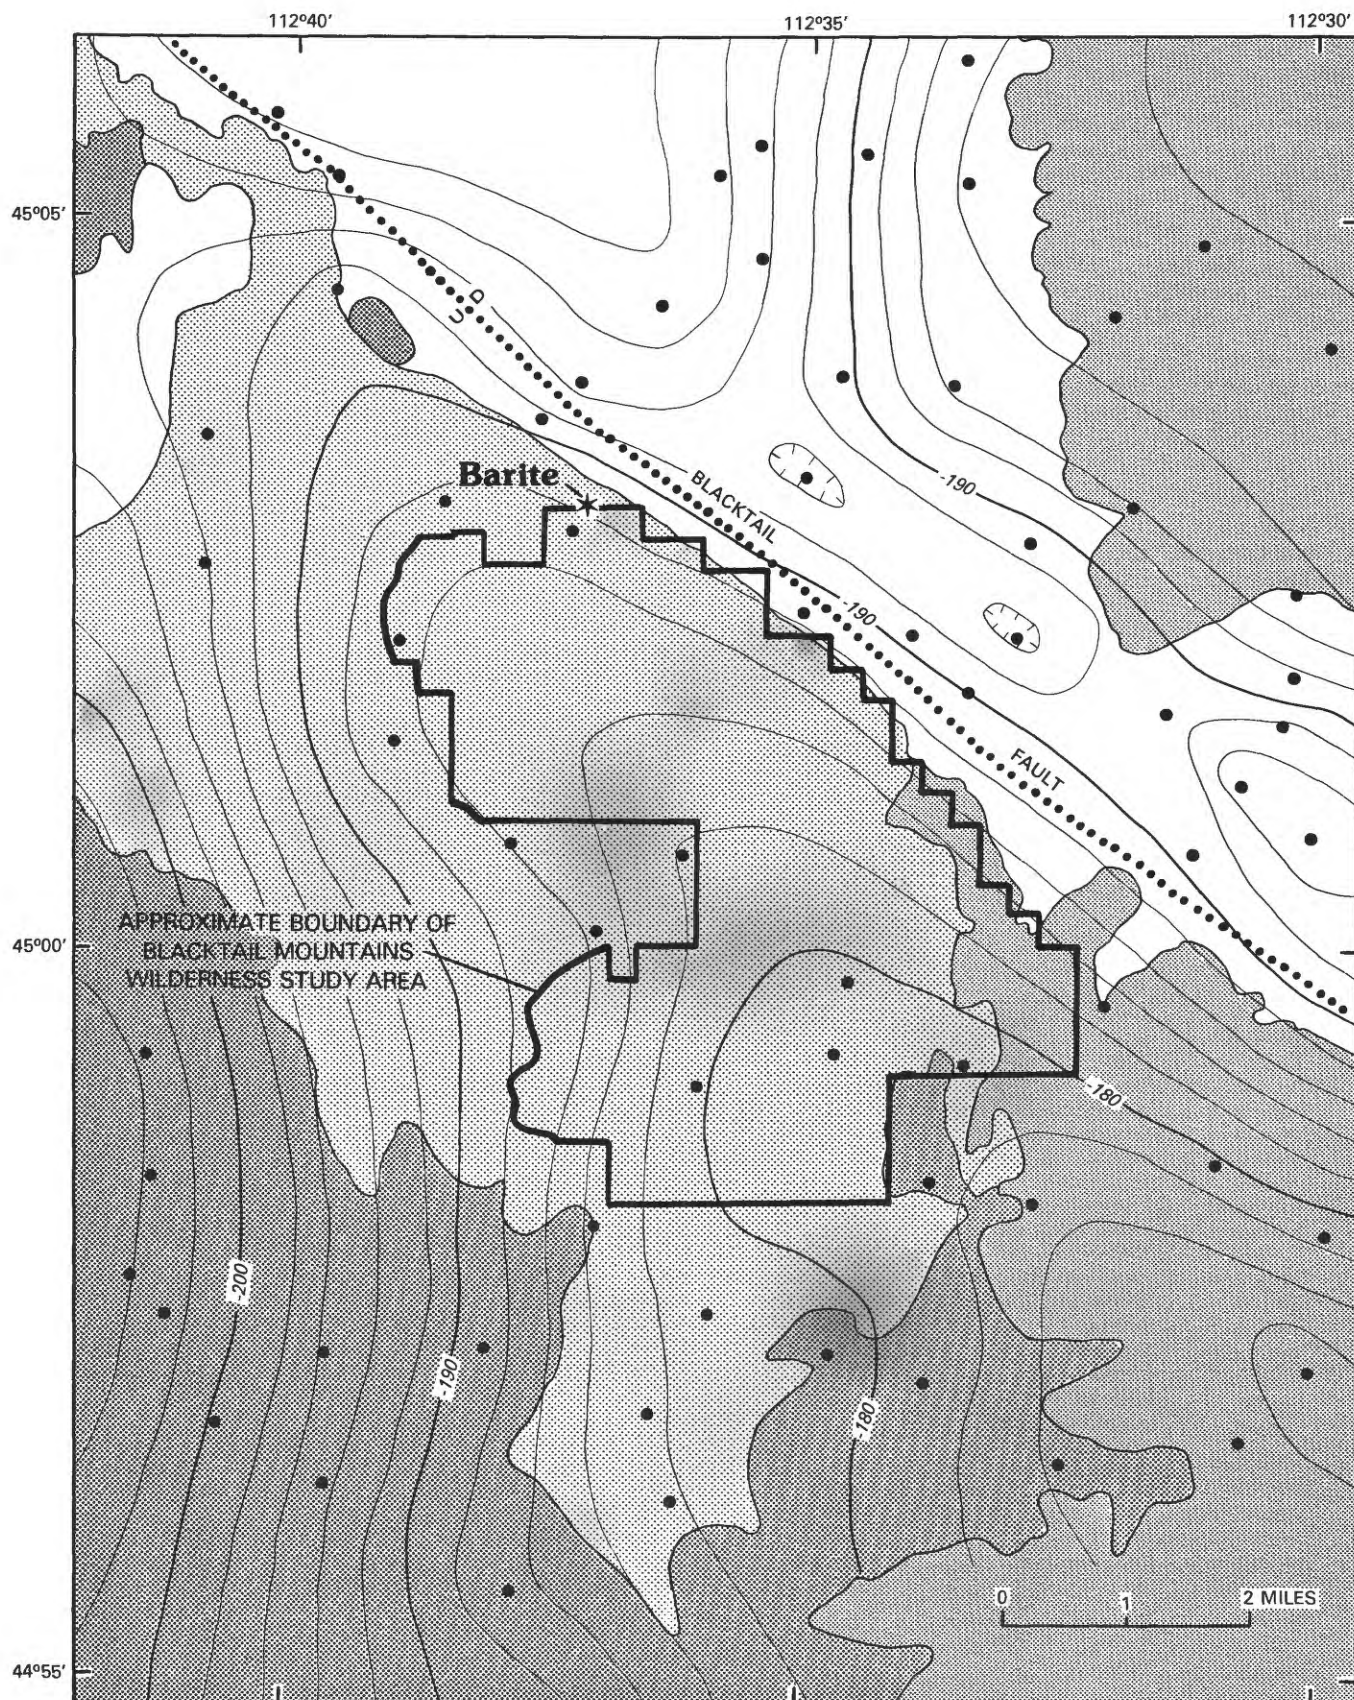 112°40'
112°35'
112°30'
45°05'
D
U
Barite
BLACKTAIL
-190
-190
FAULT
APPROXIMATE BOUNDARY OF
BLACKTAIL MOUNTAINS
WILDERNESS STUDY AREA
45°00'
-180
-200
-190
-180
0 1 2 MILES
44°55'